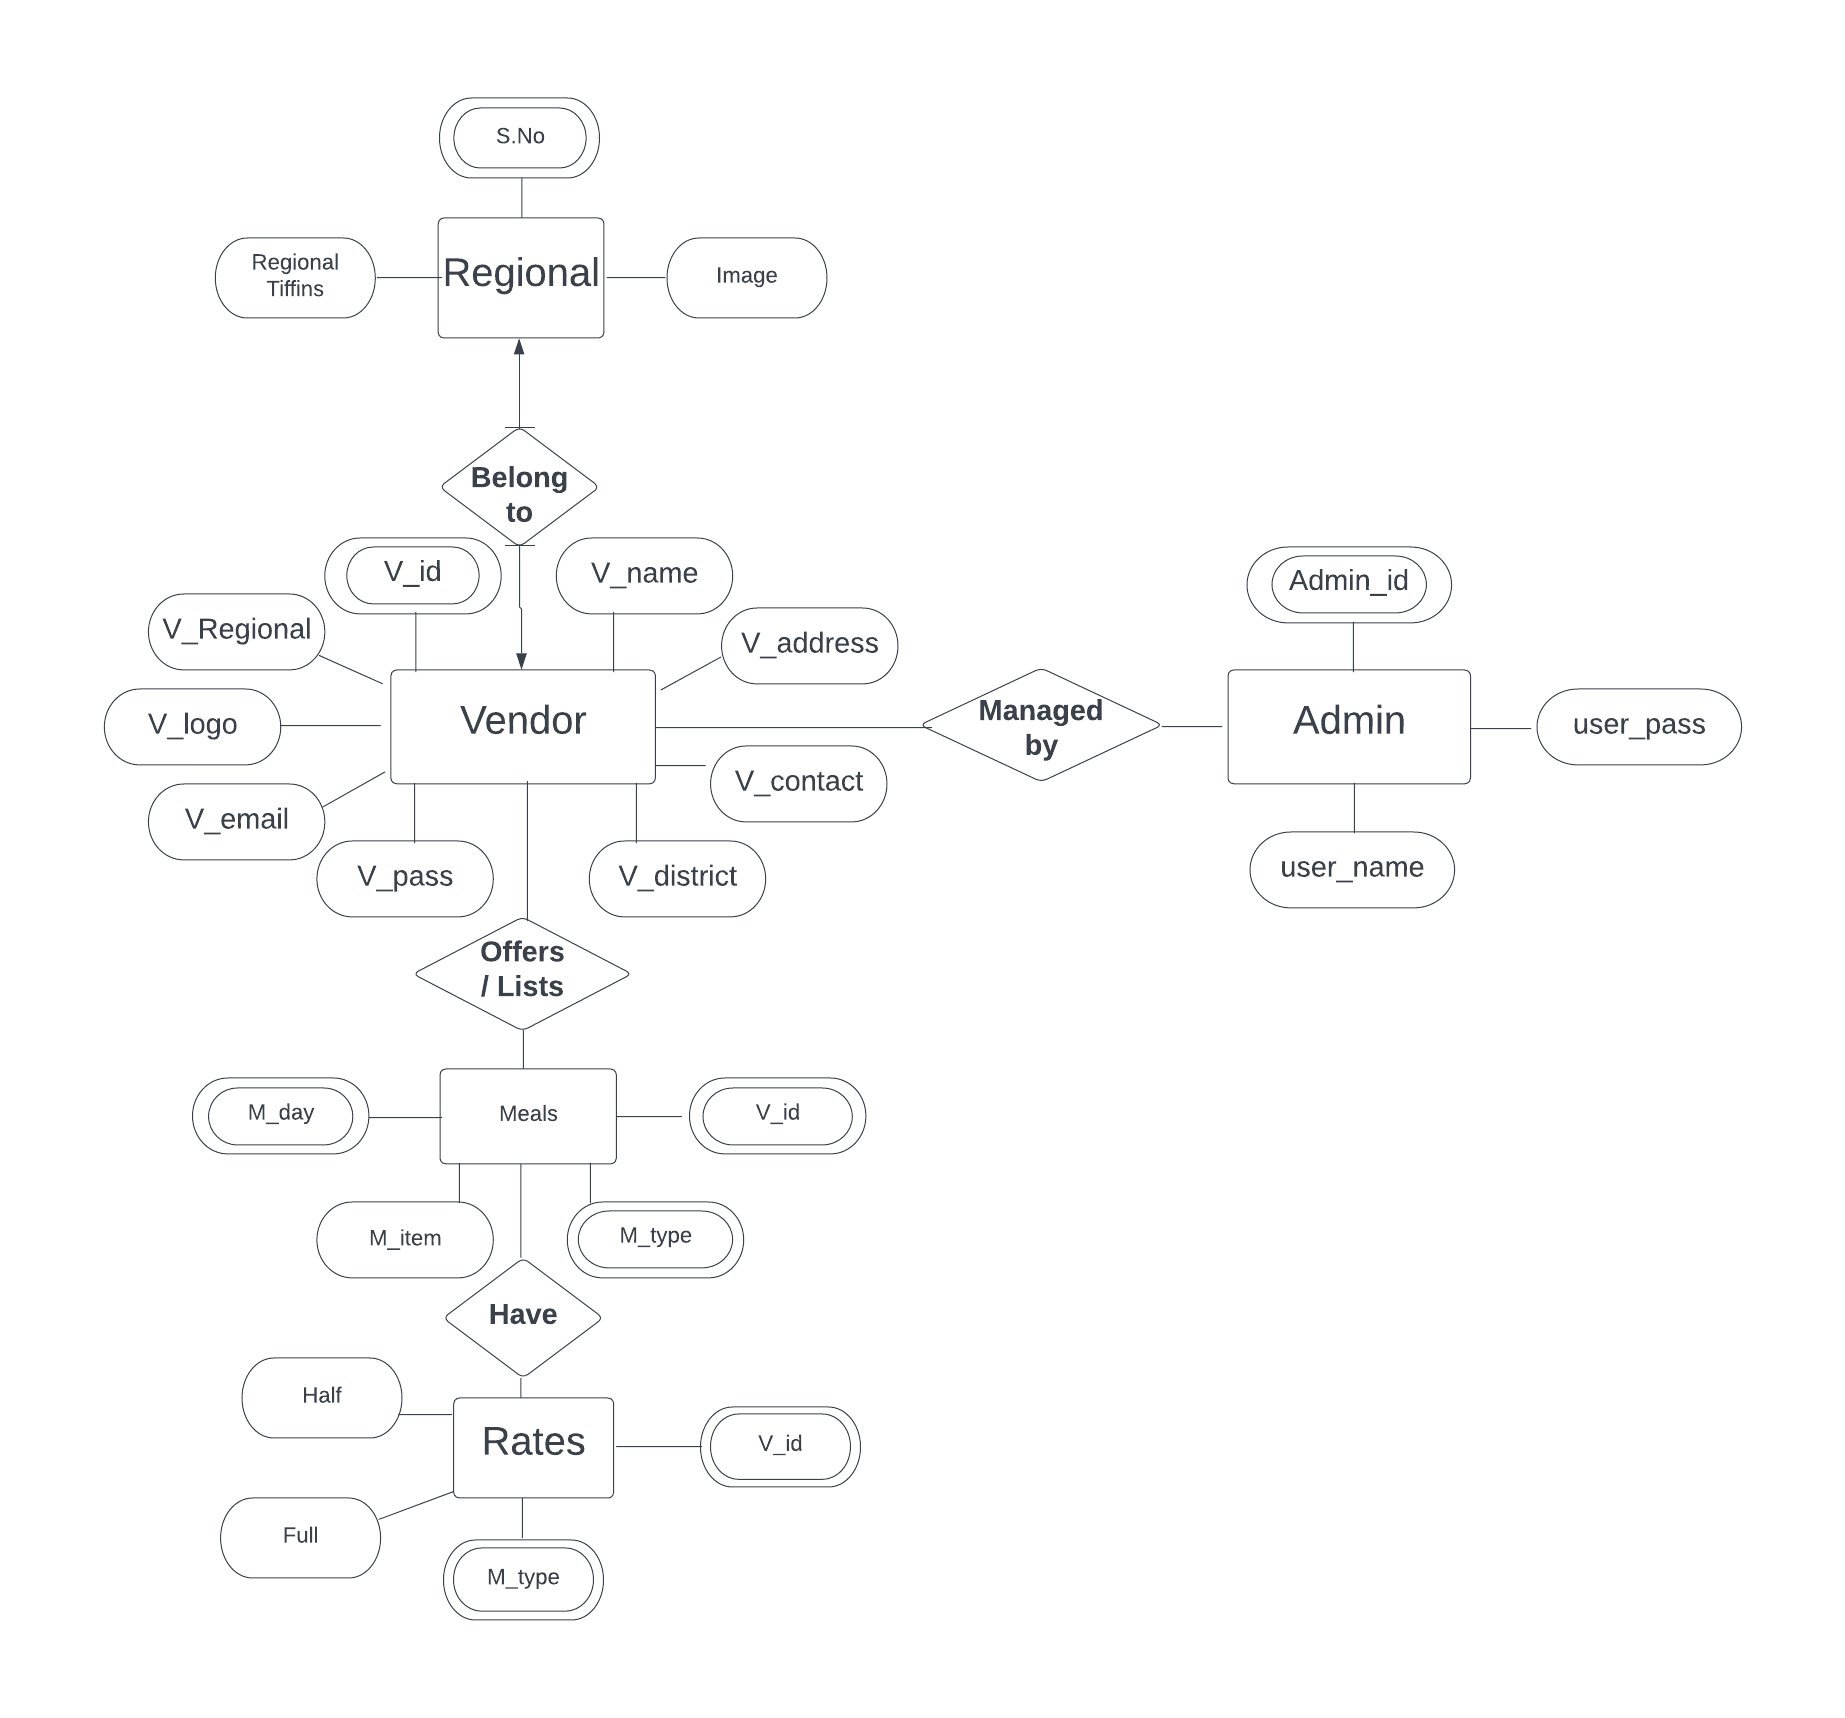 S.No
Regional
Tiffins
Regional
Image
Belong
to
V_id
V_name
V_Regional
V_address
V_logo
Vendor
V_contact
V_email
V_pass
V_district
Managed
by
Admin_id
Admin
user_pass
user_name
Offers
/ Lists
M_day
Meals
V_id
M_item
M_type
Have
Half
Rates
V_id
Full
M_type